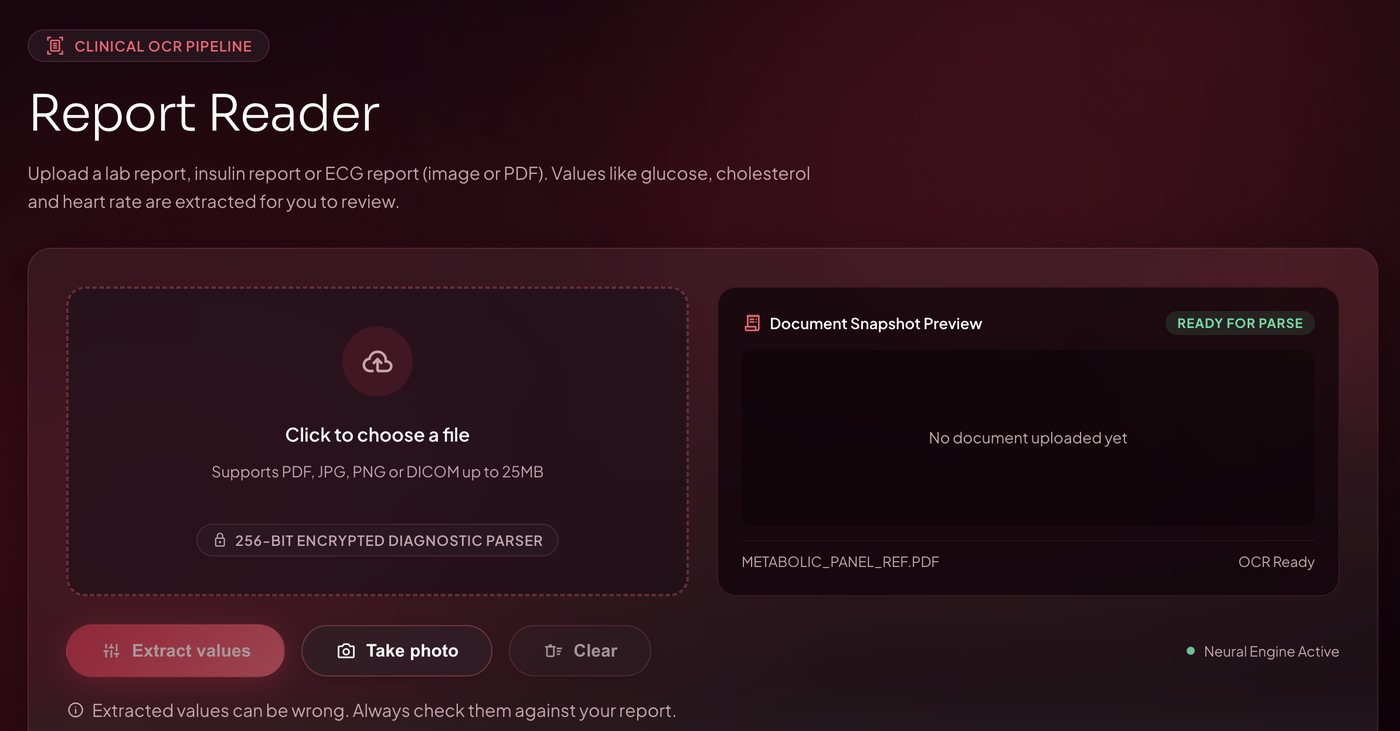 CLINICAL OCR PIPELINE
Report Reader
Upload a lab report, insulin report or ECG report (image or PDF). Values like glucose, cholesterol
and heart rate are extracted for you to review.
Click to choose a file
Supports PDF, JPG, PNG or DICOM up to 25MB
256-BIT ENCRYPTED DIAGNOSTIC PARSER
Document Snapshot Preview
READY FOR PARSE
No document uploaded yet
METABOLIC_PANEL_REF.PDF
OCR Ready
Extract values
Take photo
Clear
Neural Engine Active
Extracted values can be wrong. Always check them against your report.